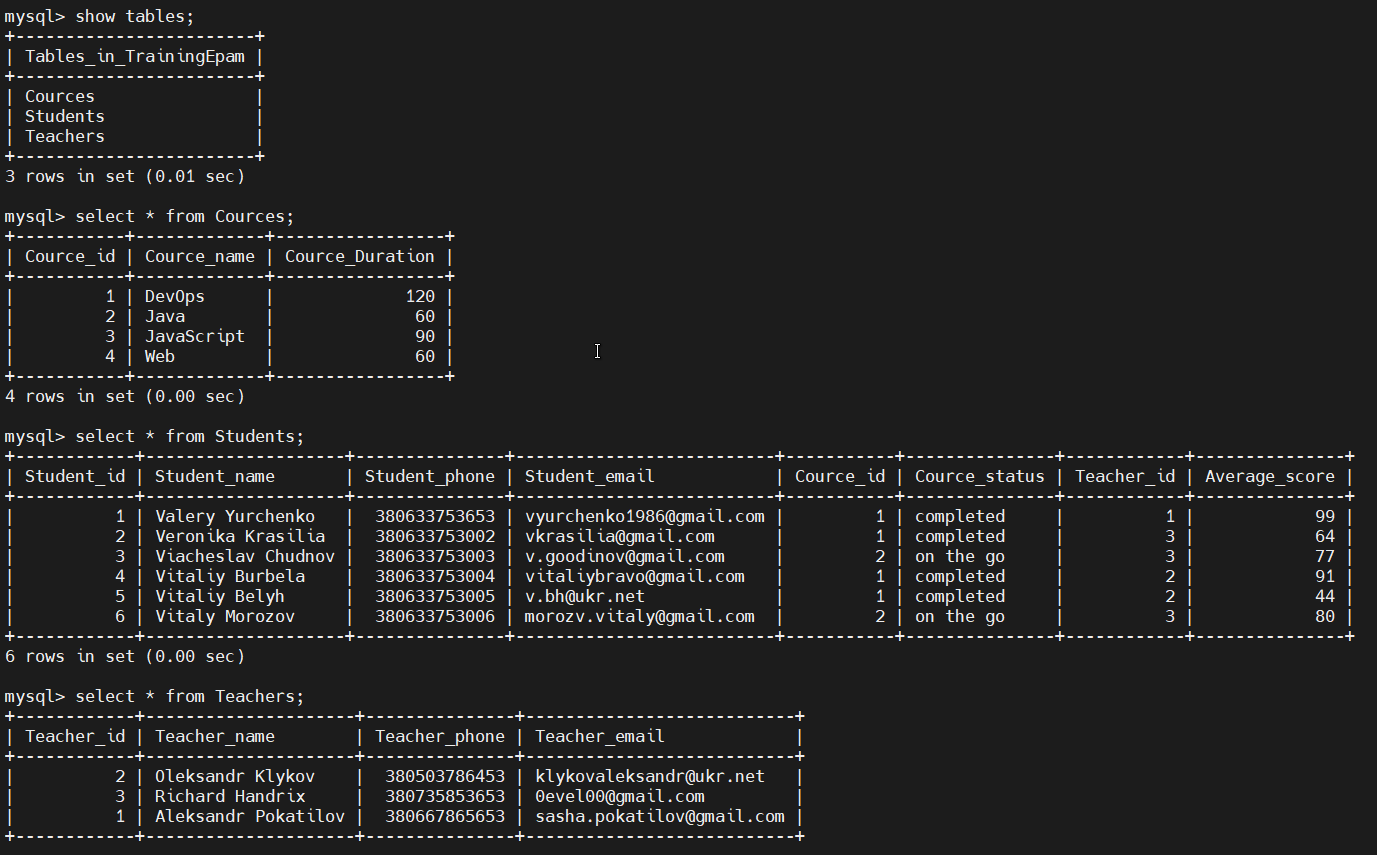 mysql> show tables;
+------------------------+
| Tables_in_TrainingEpam |
+------------------------+
| Cources                |
| Students               |
| Teachers               |
+------------------------+
3 rows in set (0.01 sec)

mysql> select * from Cources;
+-----------+-------------+-----------------+
| Cource_id | Cource_name | Cource_Duration |
+-----------+-------------+-----------------+
|         1 | DevOps      |             120 |
|         2 | Java        |              60 |
|         3 | JavaScript  |              90 |
|         4 | Web         |              60 |
+-----------+-------------+-----------------+
4 rows in set (0.00 sec)

mysql> select * from Students;
+------------+--------------------+---------------+--------------------------+-----------+---------------+------------+---------------+
| Student_id | Student_name       | Student_phone | Student_email            | Cource_id | Cource_status | Teacher_id | Average_score |
+------------+--------------------+---------------+--------------------------+-----------+---------------+------------+---------------+
|          1 | Valery Yurchenko   |  380633753653 | vyurchenko1986@gmail.com |         1 | completed     |          1 |            99 |
|          2 | Veronika Krasilia  |  380633753002 | vkrasilia@gmail.com      |         1 | completed     |          3 |            64 |
|          3 | Viacheslav Chudnov |  380633753003 | v.goodinov@gmail.com     |         2 | on the go     |          3 |            77 |
|          4 | Vitaliy Burbela    |  380633753004 | vitaliybravo@gmail.com   |         1 | completed     |          2 |            91 |
|          5 | Vitaliy Belyh      |  380633753005 | v.bh@ukr.net             |         1 | completed     |          2 |            44 |
|          6 | Vitaly Morozov     |  380633753006 | morozv.vitaly@gmail.com  |         2 | on the go     |          3 |            80 |
+------------+--------------------+---------------+--------------------------+-----------+---------------+------------+---------------+
6 rows in set (0.00 sec)

mysql> select * from Teachers;
+------------+---------------------+---------------+---------------------------+
| Teacher_id | Teacher_name        | Teacher_phone | Teacher_email             |
+------------+---------------------+---------------+---------------------------+
|          2 | Oleksandr Klykov    |  380503786453 | klykovaleksandr@ukr.net   |
|          3 | Richard Handrix     |  380735853653 | 0evel00@gmail.com         |
|          1 | Aleksandr Pokatilov |  380667865653 | sasha.pokatilov@gmail.com |
+------------+---------------------+---------------+---------------------------+